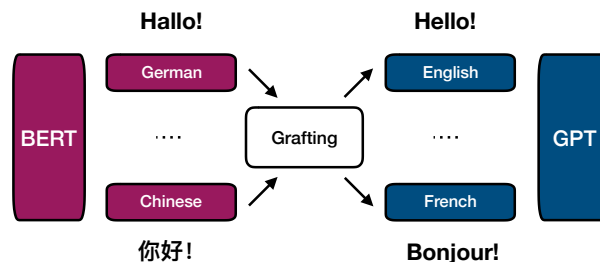 Hallo!
Hello!
German
English
BERT
....
Grafting
....
GPT
Chinese
French
你好!
Bonjour!